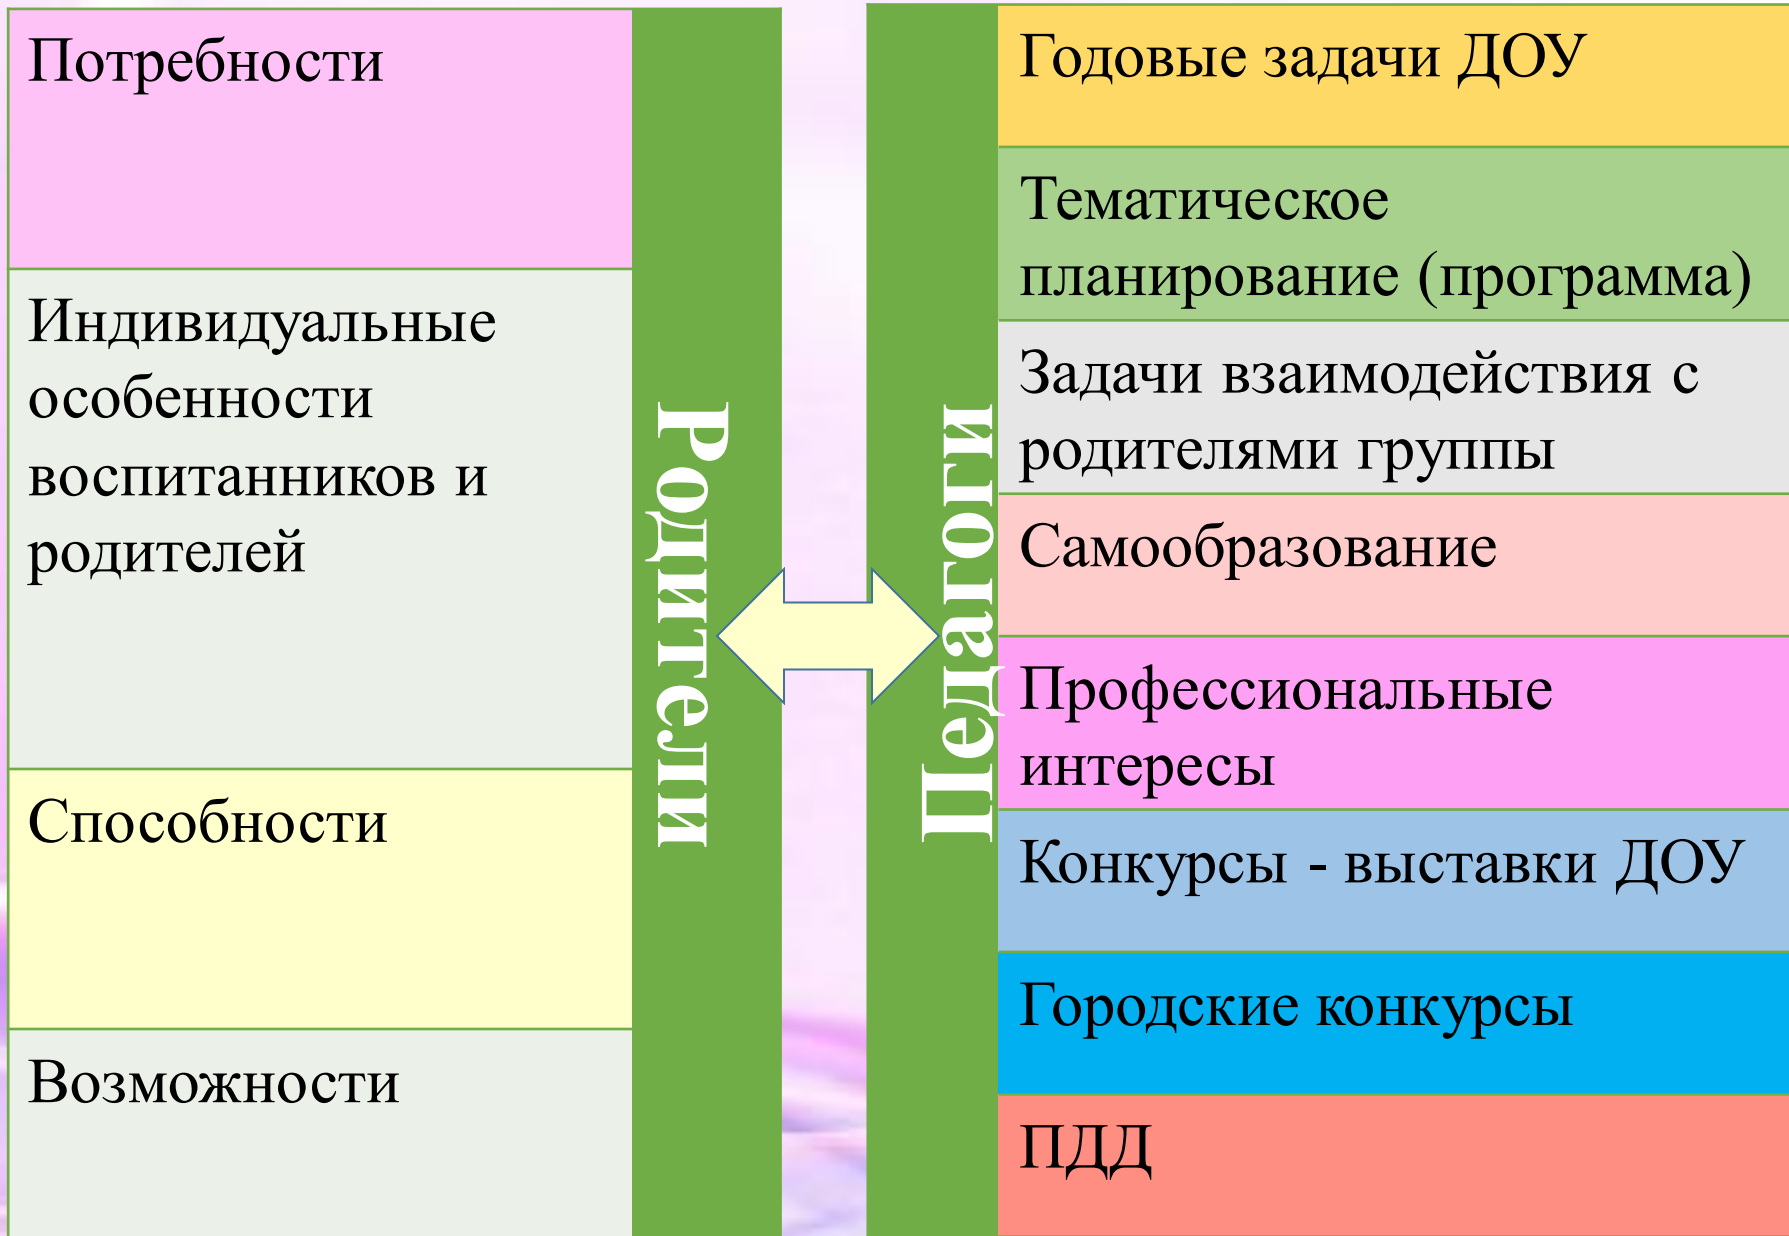 Потребности
Индивидуальные
особенности
воспитанников и
родителей
Способности
Возможности
Родители
Педагоги
Годовые задачи ДОУ
Тематическое
планирование (программа)
Задачи взаимодействия с
родителями группы
Самообразование
Профессиональные
интересы
Конкурсы - выставки ДОУ
Городские конкурсы
ПДД